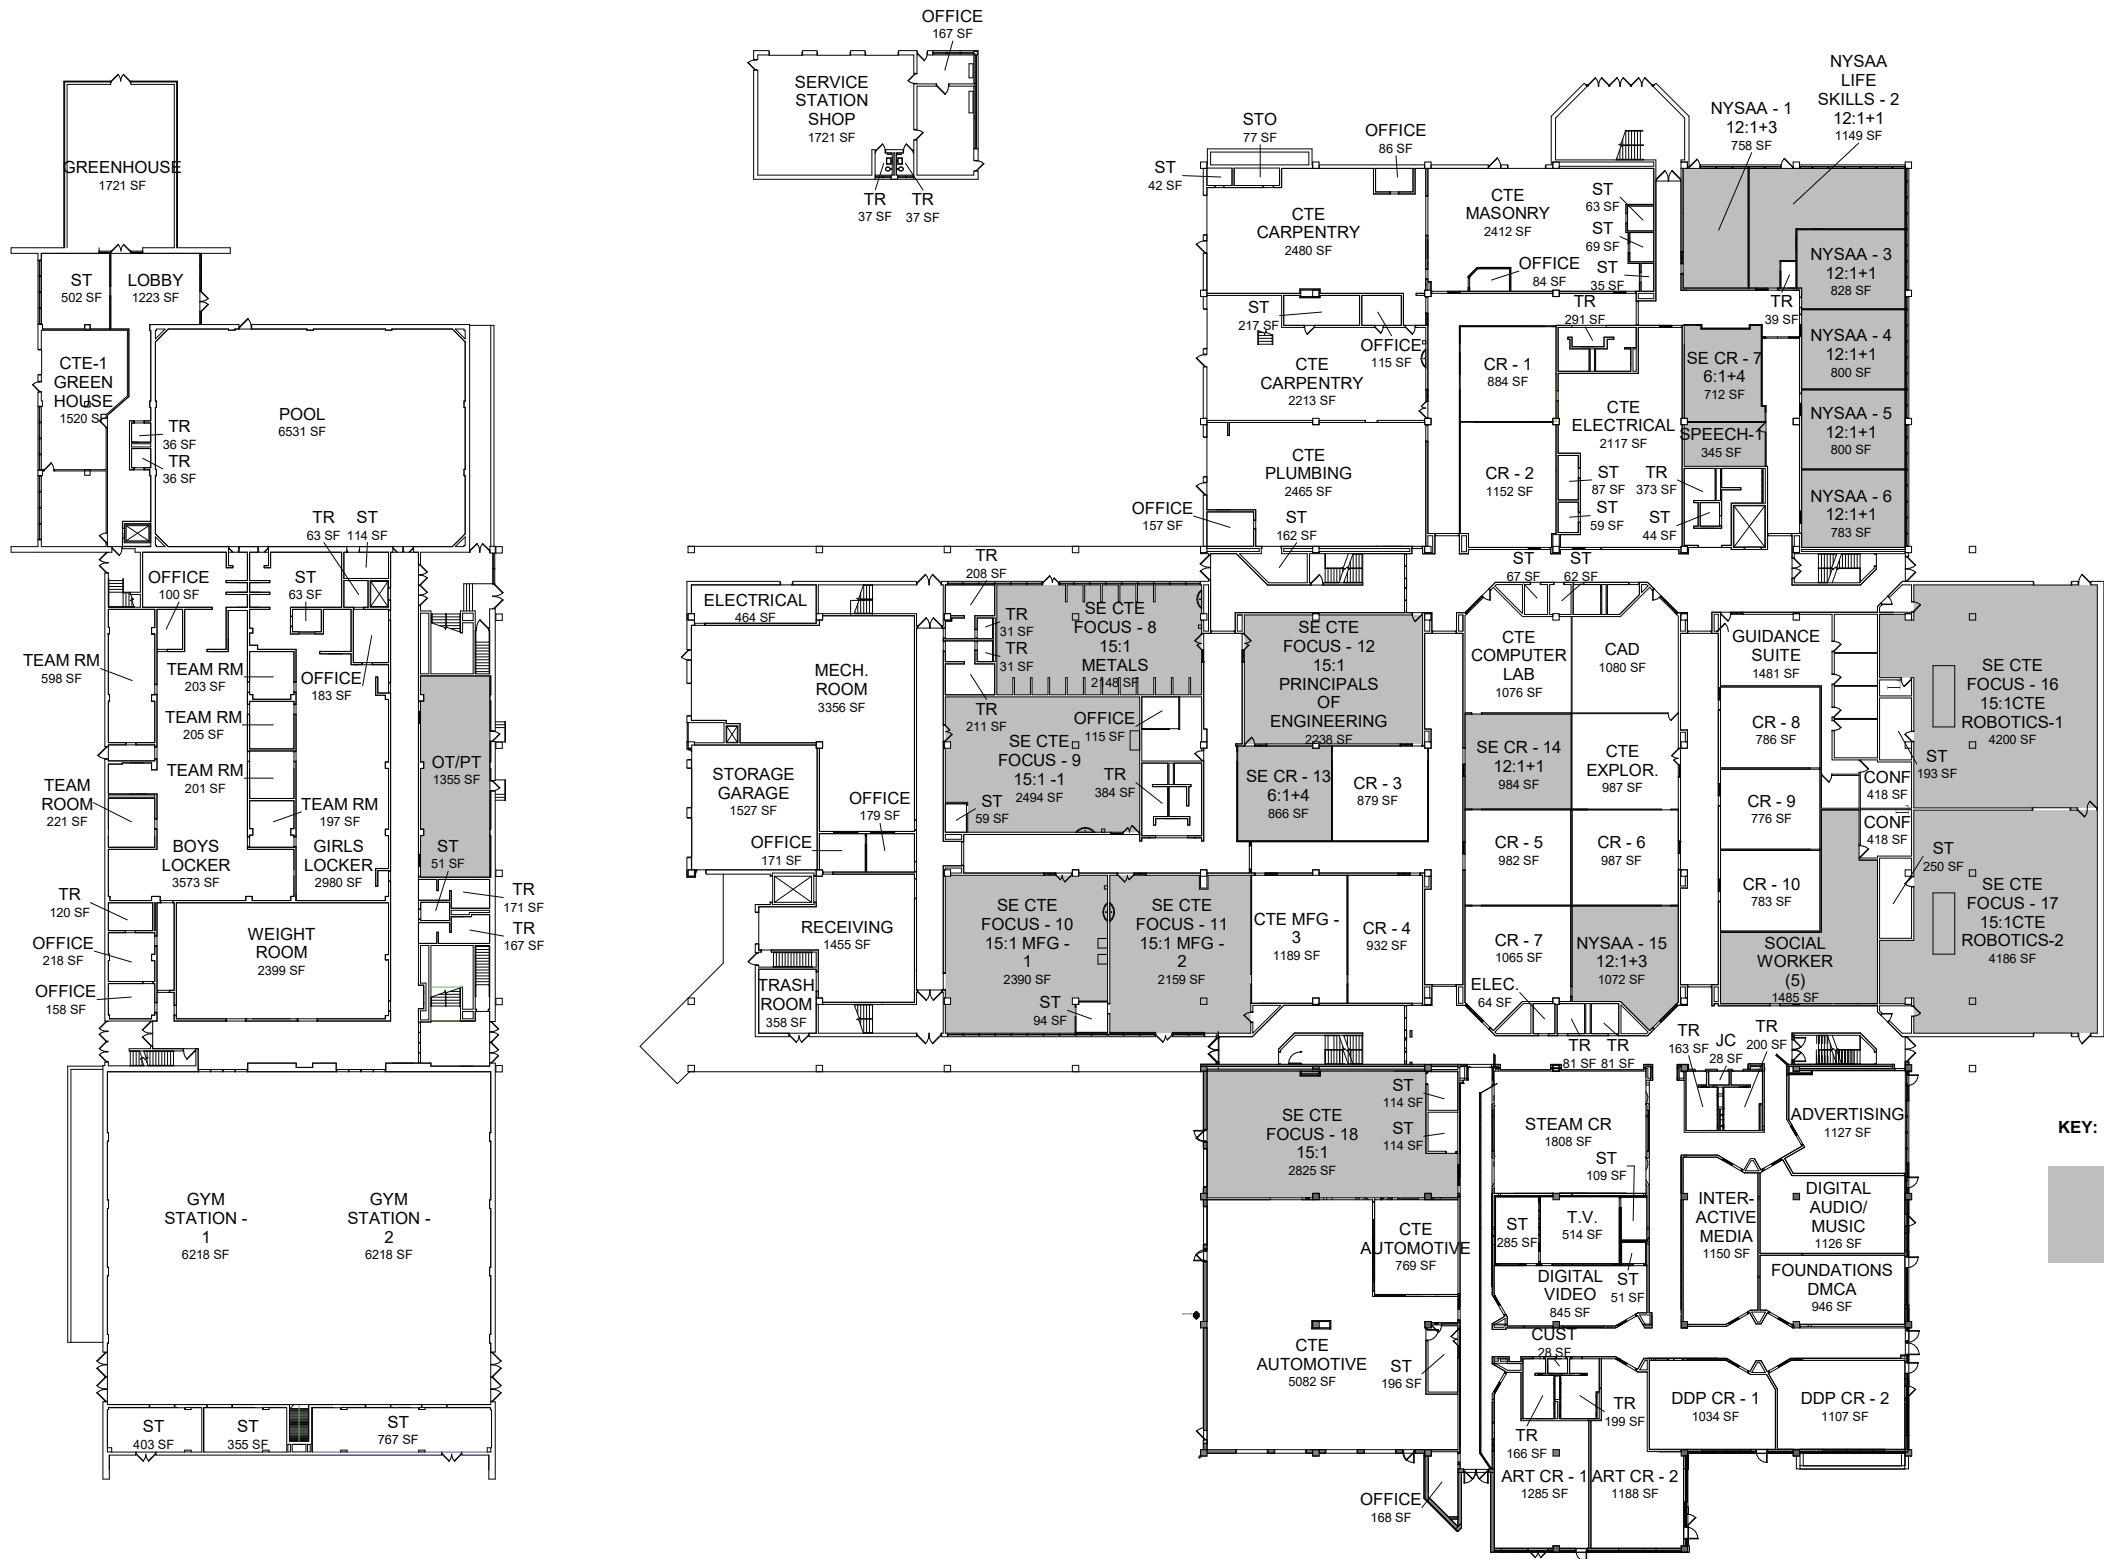 OFFICE
167 SF
SERVICE
STATION
SHOP
1721 SF
TR
37 SF
TR
37 SF
GREENHOUSE
1721 SF
ST
502 SF
LOBBY
1223 SF
CTE-1
GREEN
HOUSE
1520 SF
POOL
6531 SF
TR
36 SF
TR
36 SF
TR
63 SF
ST
114 SF
OFFICE
100 SF
ST
63 SF
TEAM RM
598 SF
TEAM RM
203 SF
OFFICE
183 SF
TEAM RM
205 SF
TEAM RM
201 SF
TEAM
ROOM
221 SF
TEAM RM
197 SF
OT/PT
1355 SF
BOYS
LOCKER
3573 SF
GIRLS
LOCKER
2980 SF
ST
51 SF
TR
120 SF
TR
171 SF
TR
167 SF
OFFICE
218 SF
WEIGHT
ROOM
2399 SF
OFFICE
158 SF
GYM
STATION -
1
6218 SF
GYM
STATION -
2
6218 SF
ST
403 SF
ST
355 SF
ST
767 SF
STO
77 SF
OFFICE
86 SF
ST
42 SF
CTE
CARPENTRY
2480 SF
CTE
MASONRY
2412 SF
ST
63 SF
ST
69 SF
ST
35 SF
OFFICE
84 SF
NYSAA - 1
12:1+3
758 SF
NYSAA
LIFE
SKILLS - 2
12:1+1
1149 SF
NYSAA - 3
12:1+1
828 SF
TR
39 SF
ST
217 SF
OFFICE
115 SF
CTE
CARPENTRY
2213 SF
CR - 1
884 SF
TR
291 SF
CTE
ELECTRICAL
2117 SF
SE CR - 7
6:1+4
712 SF
SPEECH-1
345 SF
NYSAA - 4
12:1+1
800 SF
NYSAA - 5
12:1+1
800 SF
CTE
PLUMBING
2465 SF
CR - 2
1152 SF
ST
87 SF
TR
373 SF
ST
59 SF
ST
44 SF
NYSAA - 6
12:1+1
783 SF
OFFICE
157 SF
ST
162 SF
TR
208 SF
ST
67 SF
ST
62 SF
ELECTRICAL
464 SF
MECH.
ROOM
3356 SF
TR
31 SF
TR
31 SF
SE CTE
FOCUS - 8
15:1
METALS
2148 SF
SE CTE
FOCUS - 12
15:1
PRINCIPALS
OF
ENGINEERING
2238 SF
CTE
COMPUTER
LAB
1076 SF
CAD
1080 SF
GUIDANCE
SUITE
1481 SF
SE CTE
FOCUS - 16
15:1CTE
ROBOTICS-1
4200 SF
TR
211 SF
OFFICE
115 SF
SE CTE
FOCUS - 9
15:1 -1
2494 SF
TR
384 SF
ST
59 SF
STORAGE
GARAGE
1527 SF
OFFICE
179 SF
OFFICE
171 SF
SE CR - 13
6:1+4
866 SF
CR - 3
879 SF
SE CR - 14
12:1+1
984 SF
CTE
EXPLOR.
987 SF
CR - 8
786 SF
ST
193 SF
CONF
418 SF
CR - 9
776 SF
CONF
418 SF
CR - 5
982 SF
CR - 6
987 SF
ST
250 SF
CR - 10
783 SF
SE CTE
FOCUS - 17
15:1CTE
ROBOTICS-2
4186 SF
RECEIVING
1455 SF
SE CTE
FOCUS - 10
15:1 MFG -
1
2390 SF
SE CTE
FOCUS - 11
15:1 MFG -
2
2159 SF
CTE MFG -
3
1189 SF
CR - 4
932 SF
CR - 7
1065 SF
NYSAA - 15
12:1+3
1072 SF
SOCIAL
WORKER
(5)
1485 SF
TRASH
ROOM
358 SF
ST
94 SF
ELEC.
64 SF
TR
81 SF
TR
81 SF
TR
163 SF
JC
28 SF
TR
200 SF
SE CTE
FOCUS - 18
15:1
2825 SF
ST
114 SF
ST
114 SF
STEAM CR
1808 SF
ADVERTISING
1127 SF
KEY:
ST
109 SF
CTE
AUTOMOTIVE
769 SF
ST
285 SF
T.V.
514 SF
INTER-
ACTIVE
MEDIA
1150 SF
DIGITAL
AUDIO/
MUSIC
1126 SF
DIGITAL
VIDEO
845 SF
ST
51 SF
FOUNDATIONS
DMCA
946 SF
CTE
AUTOMOTIVE
5082 SF
ST
196 SF
CUST
28 SF
TR
199 SF
TR
166 SF
DDP CR - 1
1034 SF
DDP CR - 2
1107 SF
ART CR - 1
1285 SF
ART CR - 2
1188 SF
OFFICE
168 SF